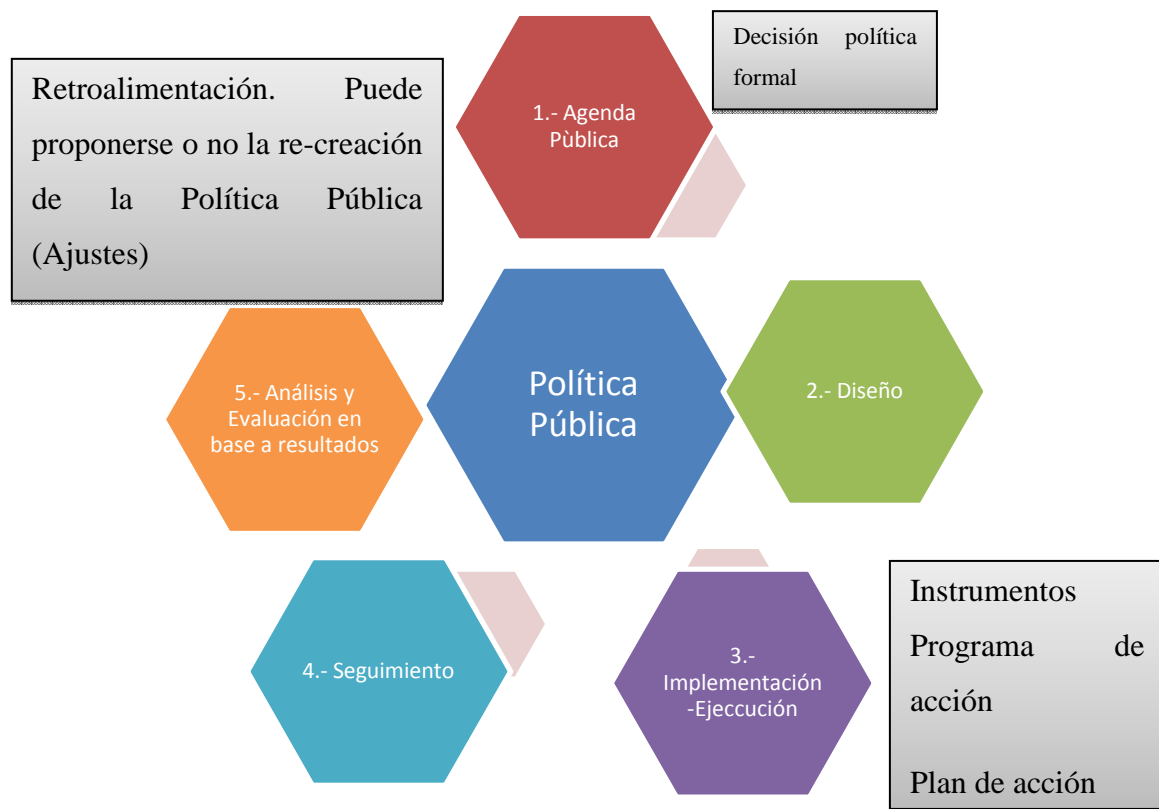 Decisión política
formal
Retroalimentación. Puede
proponerse o no la re-creación
de la Política Pública
(Ajustes)
1.- Agenda
Pùblica
Política
Pública
2.- Diseño
3.-
Implementación
-Ejeccución
Instrumentos
Programa de
acción
Plan de acción
4.- Seguimiento
5.- Análisis y
Evaluación en
base a resultados